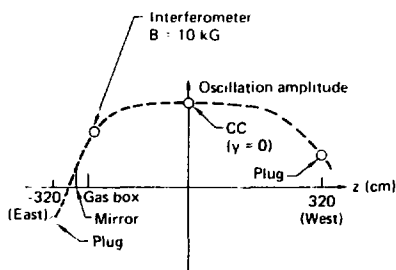 Interferometer
B = 10 kG
Oscillation amplitude
CC
(y = 0)
Plug
z (cm)
-320
(East)
Gas box
Mirror
Plug
320
(West)